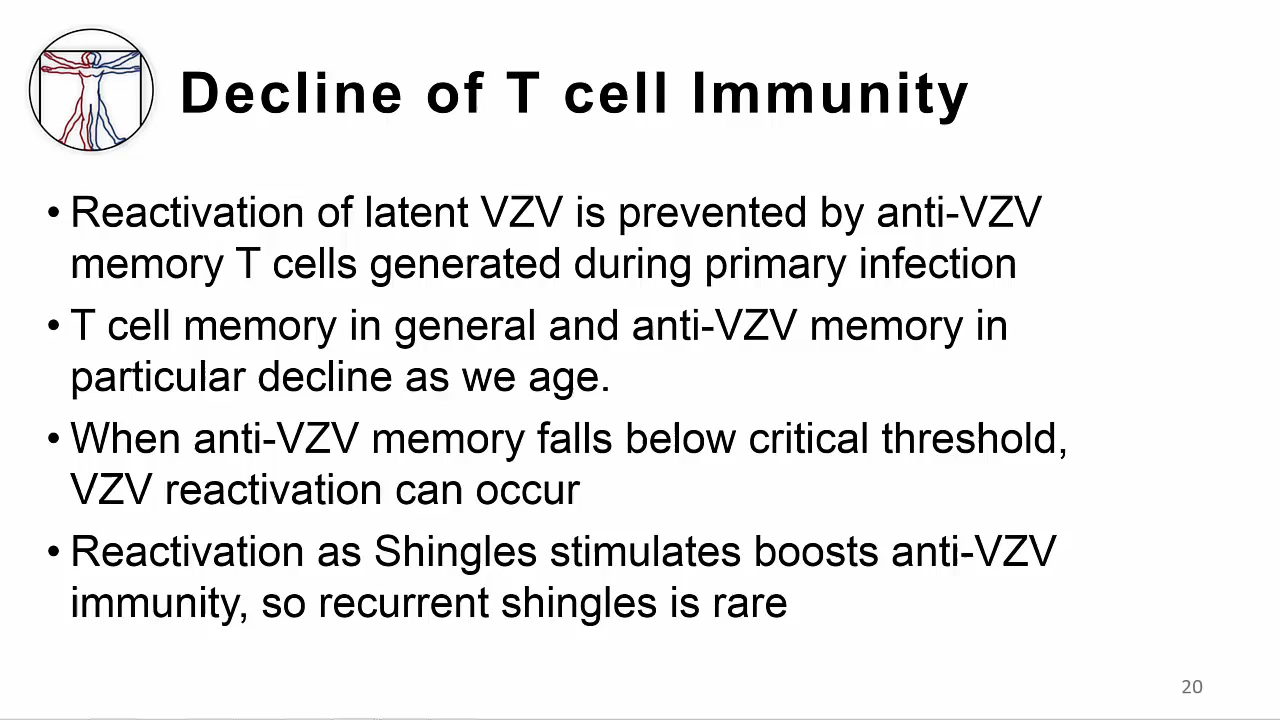 Decline of T cell Immunity
• Reactivation of latent VZV is prevented by anti-VZV
memory T cells generated during primary infection
• T cell memory in general and anti-VZV memory in
particular decline as we age.
• When anti-VZV memory falls below critical threshold,
VZV reactivation can occur
• Reactivation as Shingles stimulates boosts anti-VZV
immunity, so recurrent shingles is rare
20